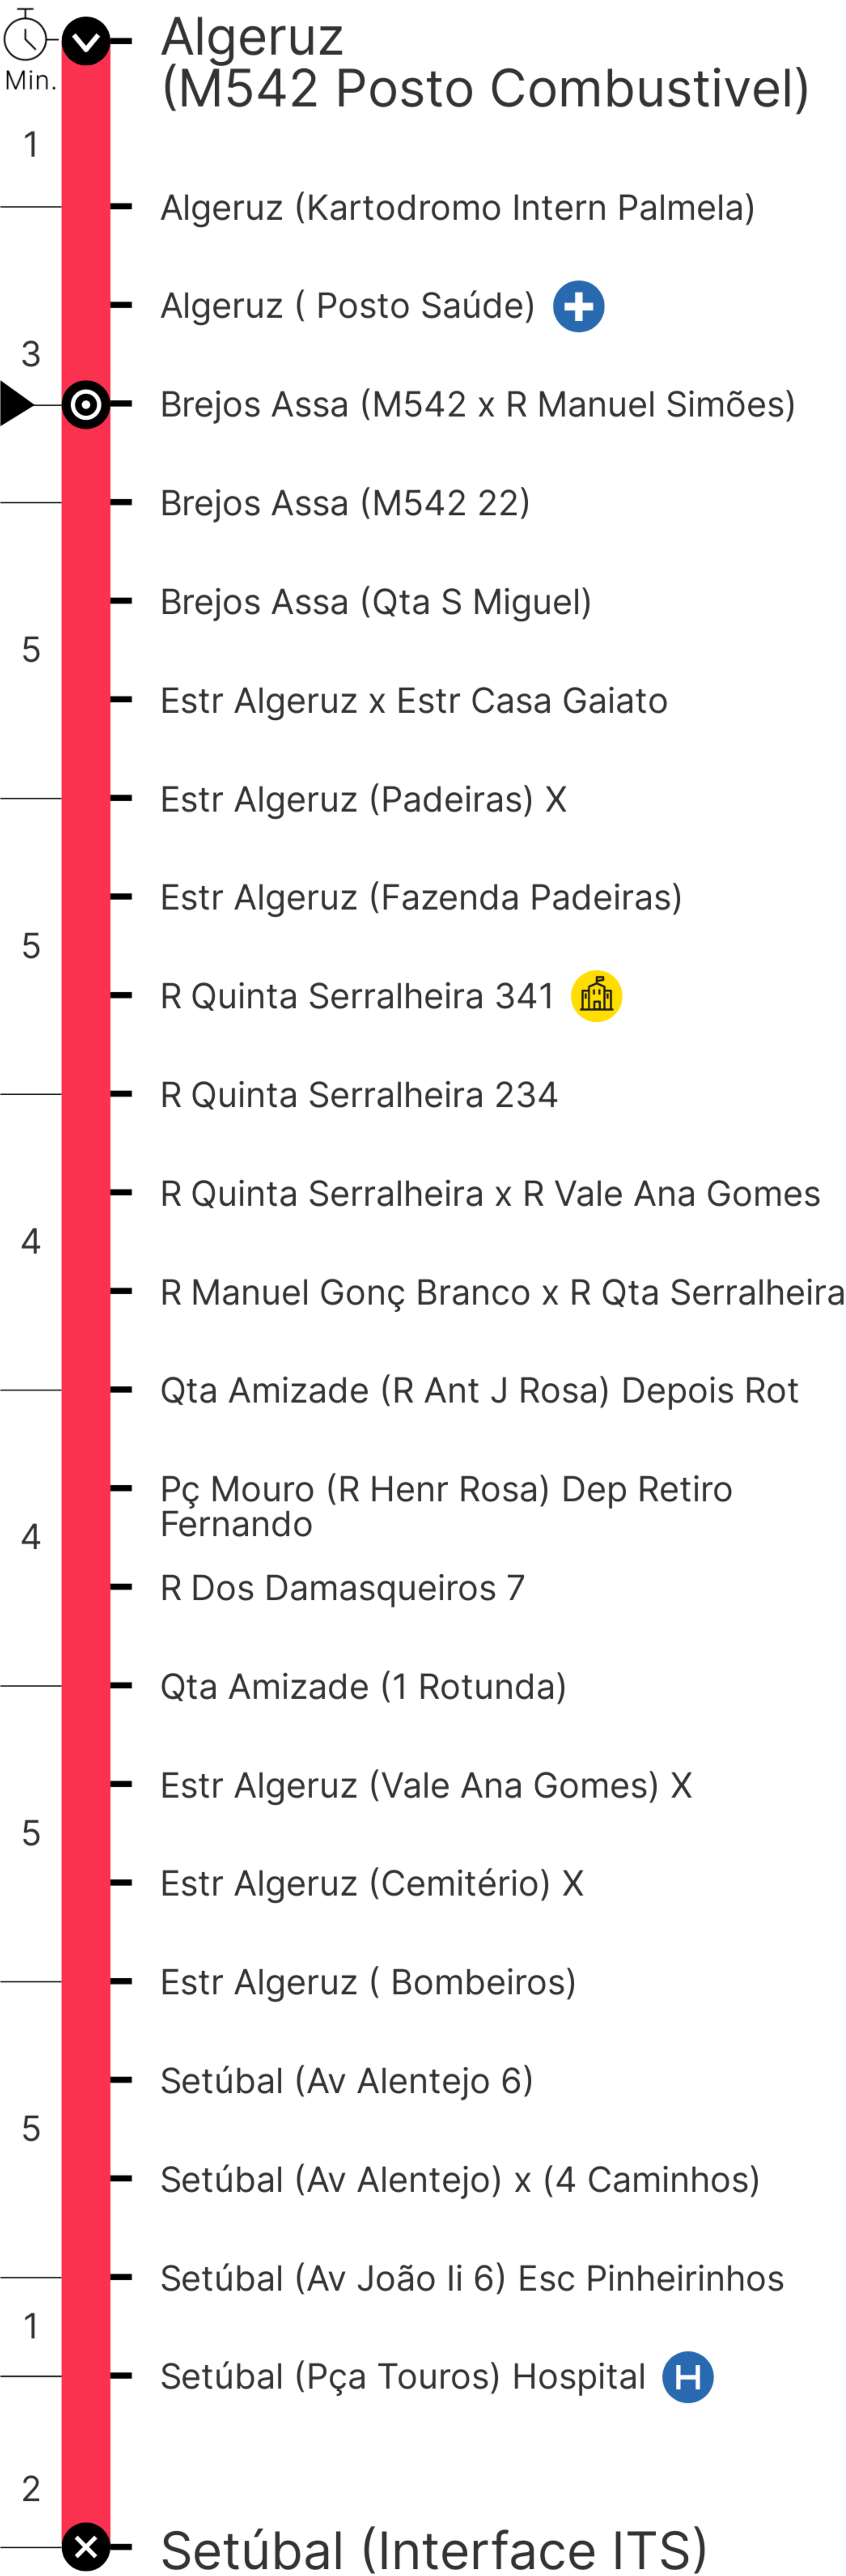 Algeruz
Min.
(M542 Posto Combustivel)
1
Algeruz (Kartodromo Intern Palmela)
Algeruz ( Posto Saúde)
3
Brejos Assa (M542 x R Manuel Simões)
Brejos Assa (M542 22)
Brejos Assa (Qta S Miguel)
5
Estr Algeruz x Estr Casa Gaiato
Estr Algeruz (Padeiras) X
Estr Algeruz (Fazenda Padeiras)
5
R Quinta Serralheira 341
R Quinta Serralheira 234
R Quinta Serralheira x R Vale Ana Gomes
4
R Manuel Gonç Branco x R Qta Serralheira
Qta Amizade (R Ant J Rosa) Depois Rot
Pç Mouro (R Henr Rosa) Dep Retiro
Fernando
4
R Dos Damasqueiros 7
Qta Amizade (1 Rotunda)
Estr Algeruz (Vale Ana Gomes) X
5
Estr Algeruz (Cemitério) X
Estr Algeruz ( Bombeiros)
Setúbal (Av Alentejo 6)
5
Setúbal (Av Alentejo) x (4 Caminhos)
Setúbal (Av João Ii 6) Esc Pinheirinhos
1
Setúbal (Pça Touros) Hospital H
2
Setúbal (Interface ITS)